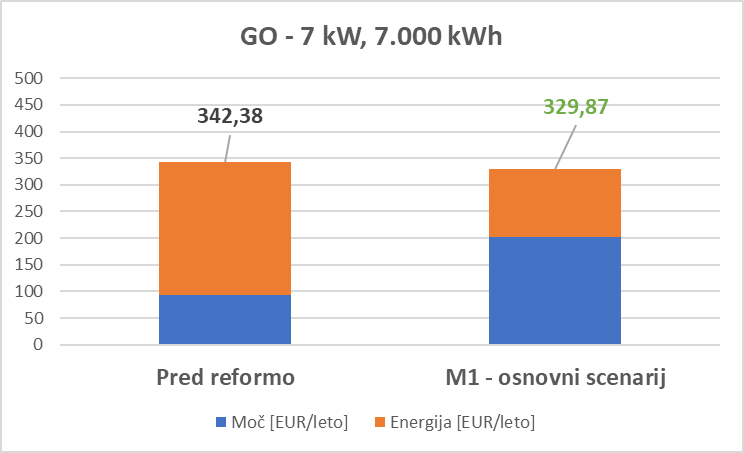 GO - 7 kW, 7.000 kWh
500
450
400
350
300
250
200
150
100
50
0
342,38
329,87
Pred reformo
M1 - osnovni scenarij
Moč [EUR/leto]
Energija [EUR/leto]